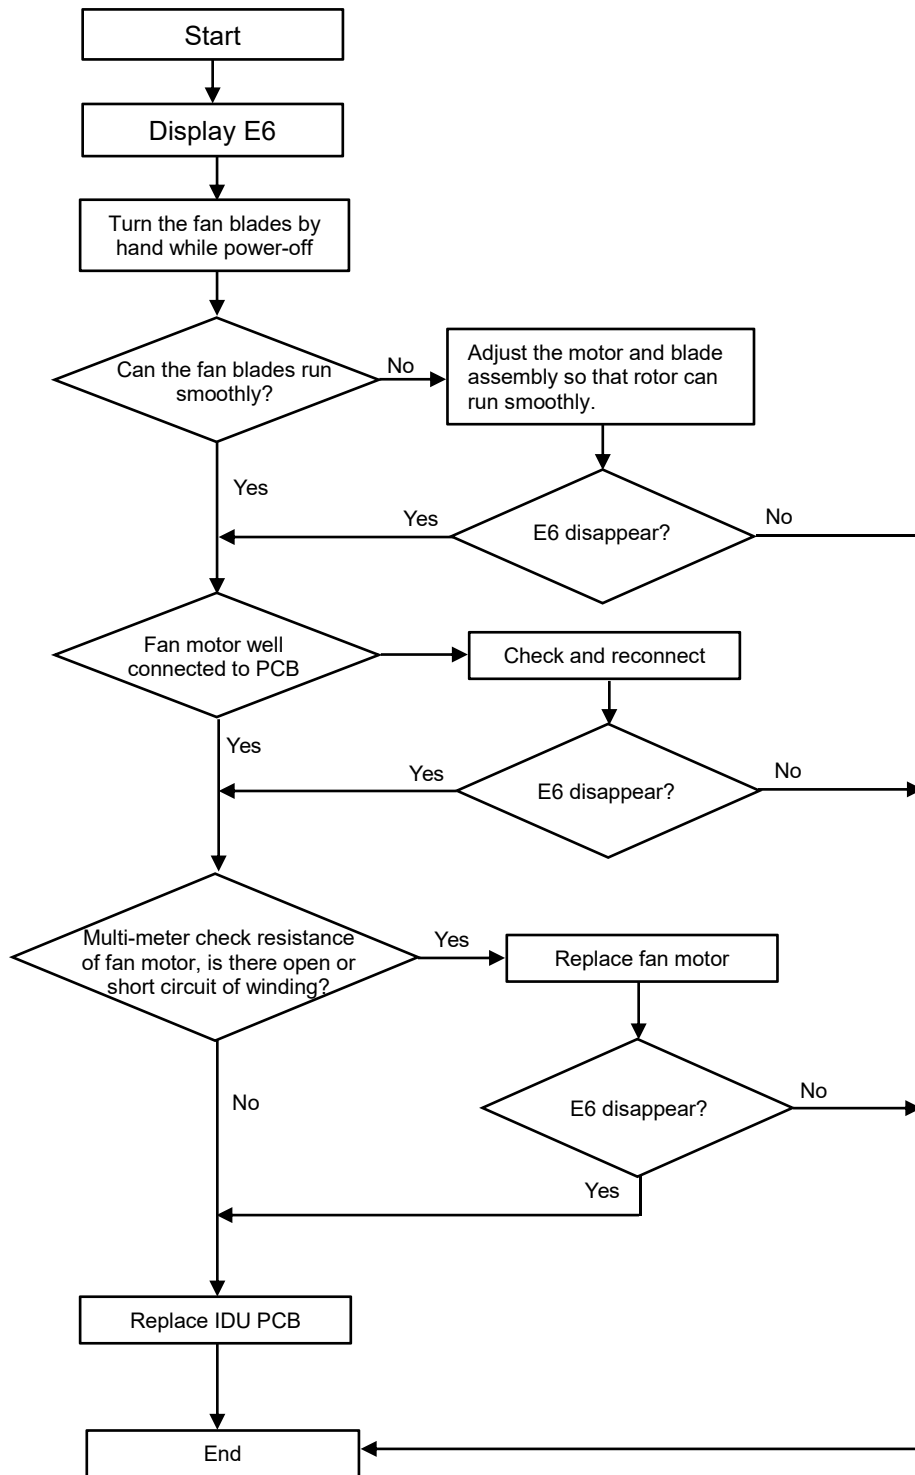 Start
Display E6
Turn the fan blades by
hand while power-off
Can the fan blades run
smoothly?
No
Adjust the motor and blade
assembly so that rotor can
run smoothly.
Yes
Yes
E6 disappear?
No
Fan motor well
connected to PCB
Check and reconnect
Yes
Yes
E6 disappear?
No
Multi-meter check resistance
of fan motor, is there open or
short circuit of winding?
Yes
Replace fan motor
No
E6 disappear?
No
Yes
Replace IDU PCB
End